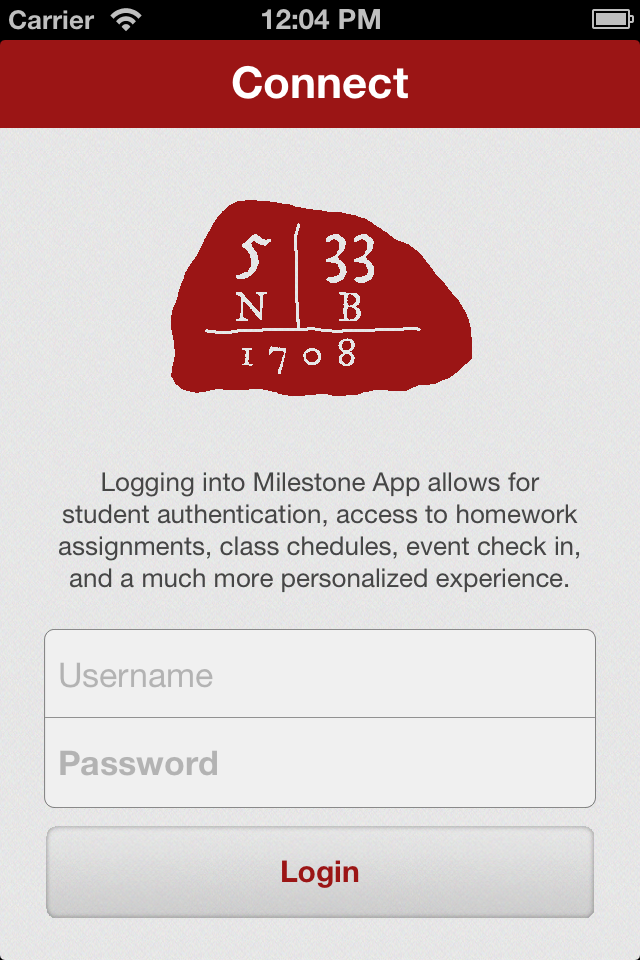 Carrier 12:04 PM
Connect
5 33
N B
1708
Logging into Milestone App allows for
student authentication, access to homework
assignments, class chedules, event check in,
and a much more personalized experience.
Username
Password
Login